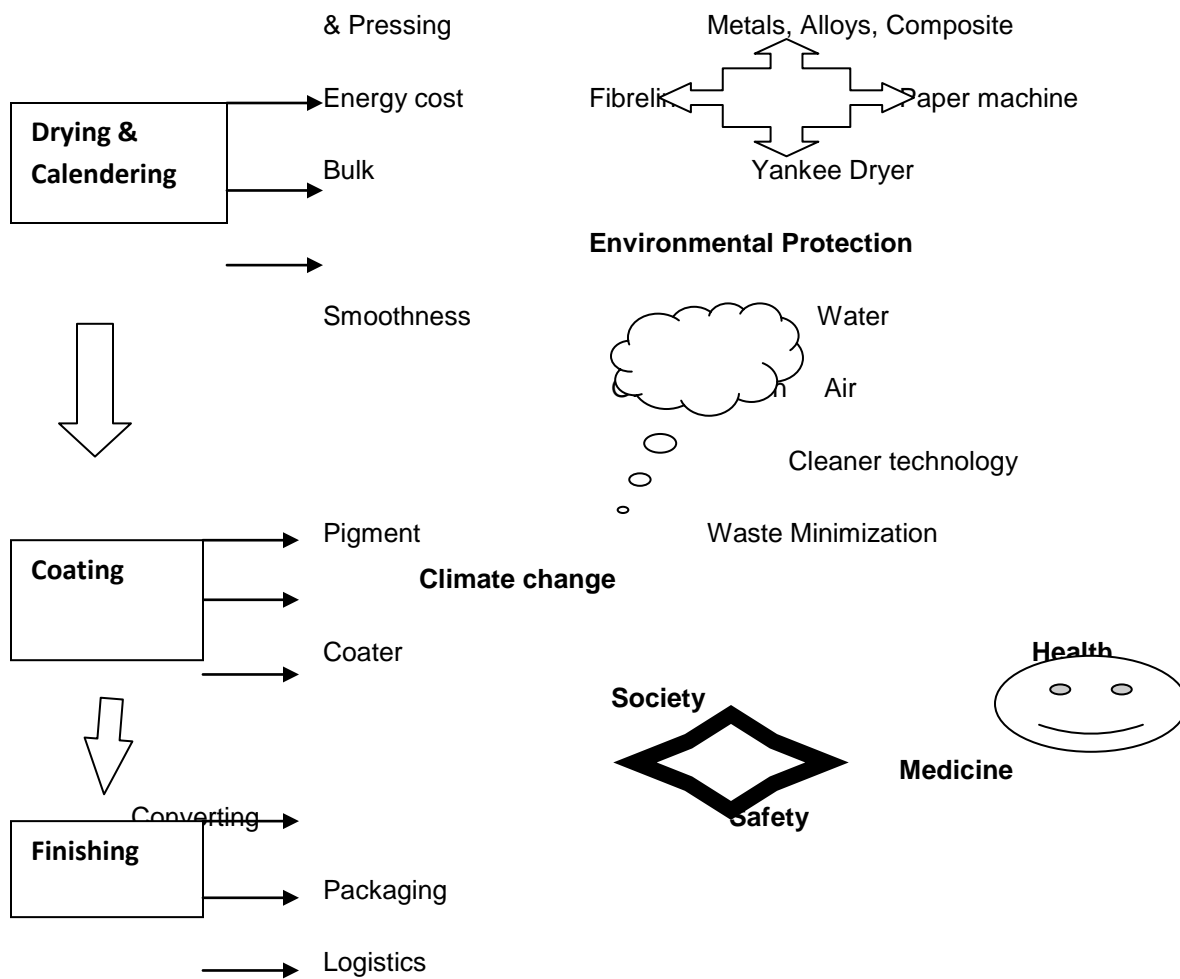 & Pressing
Metals, Alloys, Composite
Energy cost
Paper machine
Drying &
Calendering
Bulk
Yankee Dryer
Environmental Protection
Smoothness
Water
Air
Cleaner technology
Pigment
Waste Minimization
Coating
Climate change
Coater
Health
Society
Medicine
Converting
Safety
Finishing
Packaging
Logistics